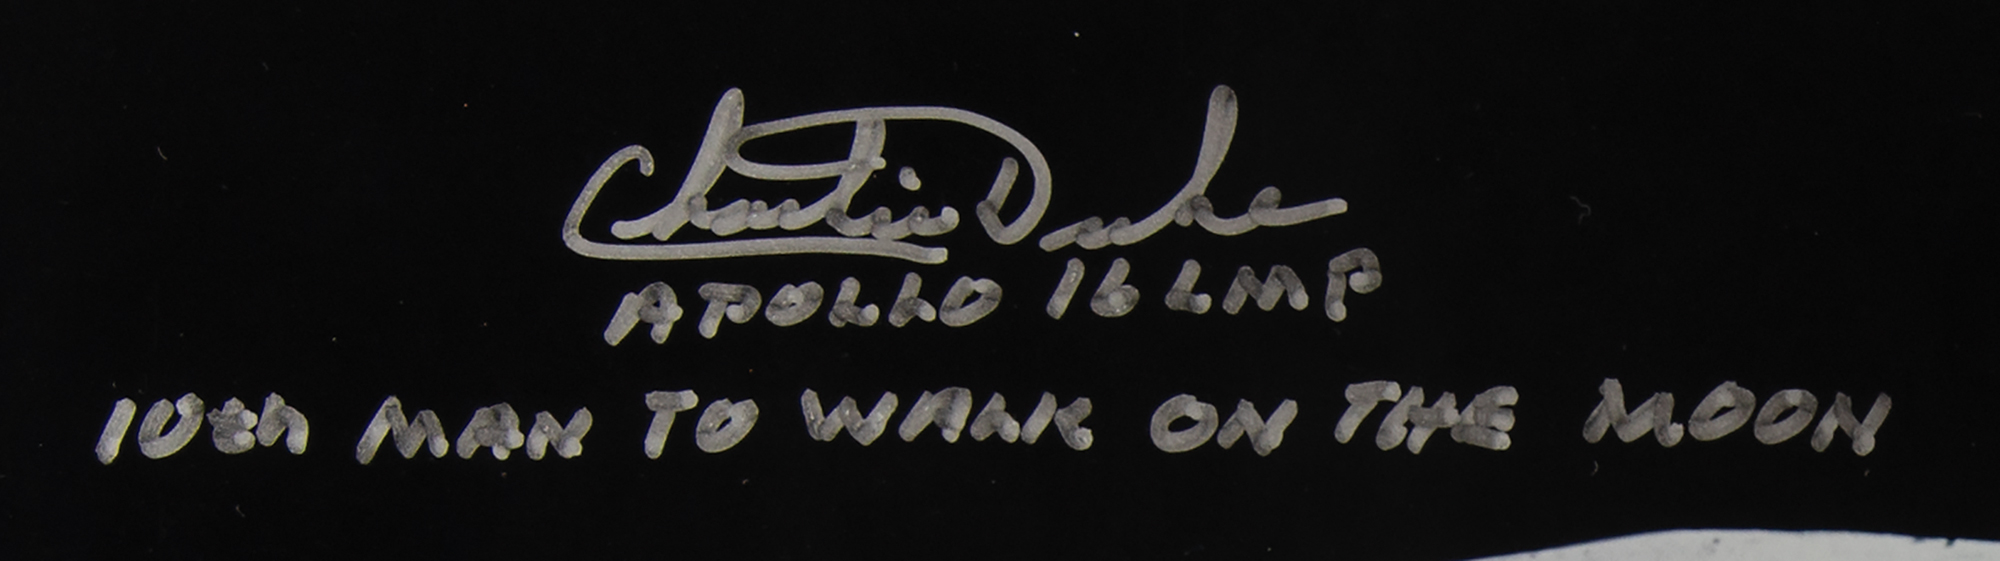 Charlie Duke
APOLLO 16 LMP
10th MAN TO WALK ON THE MOON